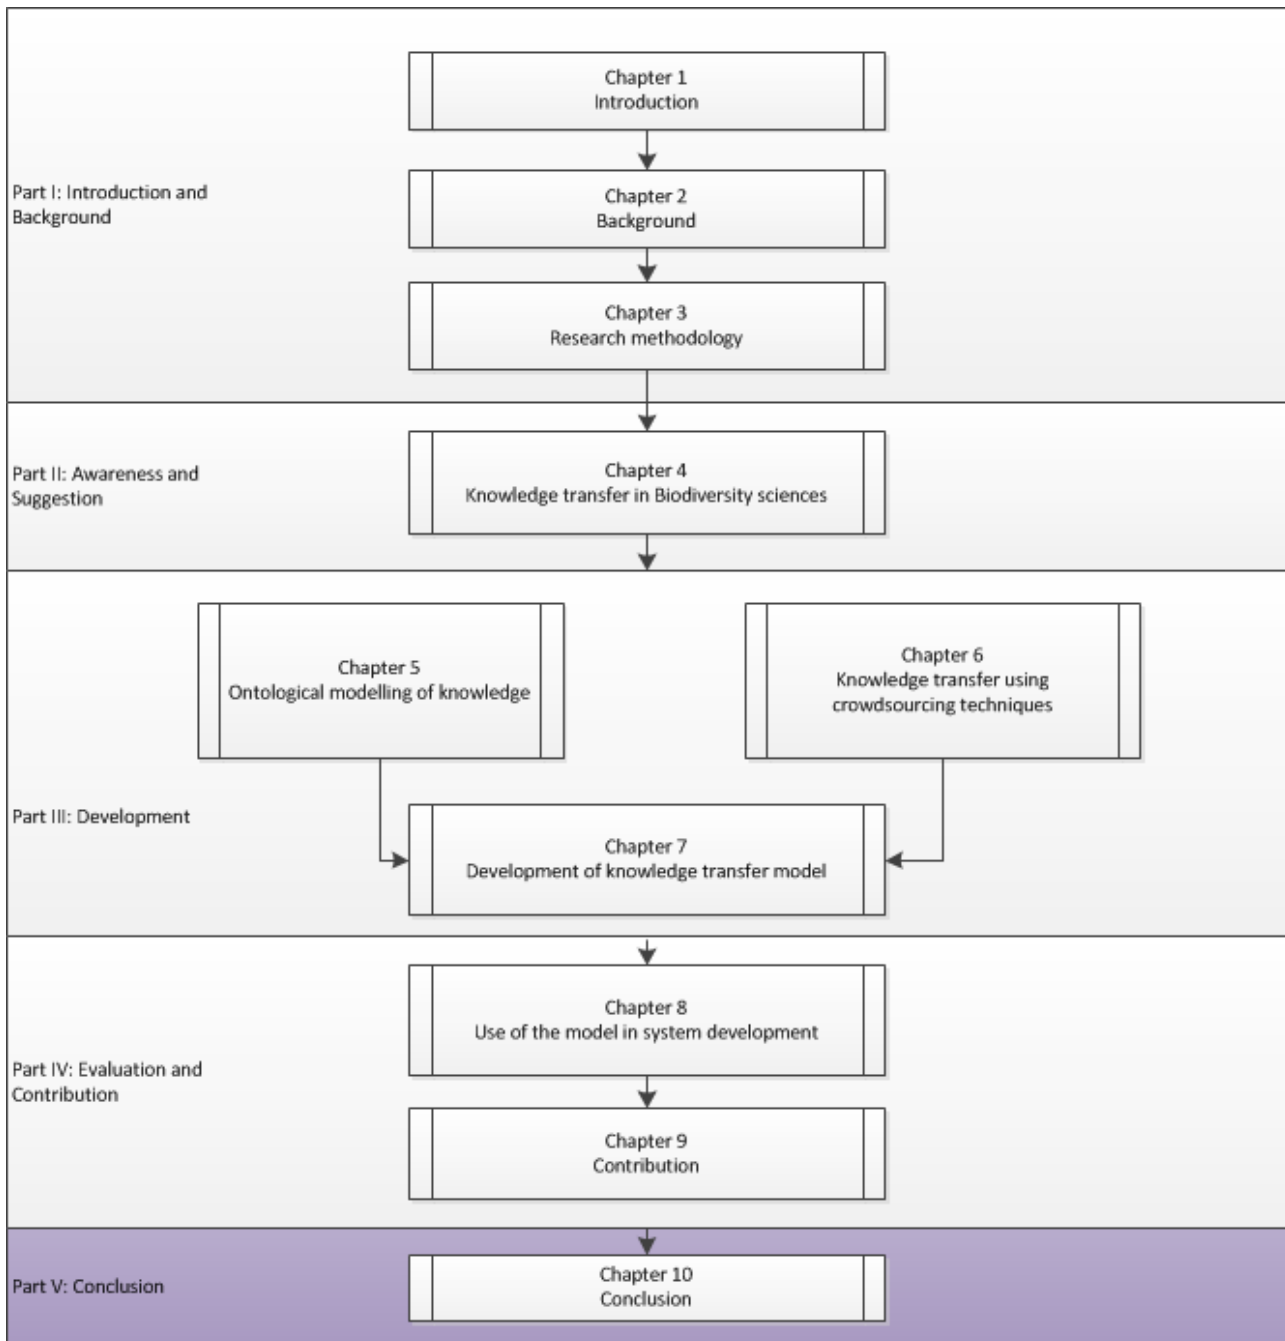 Chapter 1
Introduction
Part I: Introduction and
Background
Chapter 2
Background
Chapter 3
Research methodology
Part II: Awareness and
Suggestion
Chapter 4
Knowledge transfer in Biodiversity sciences
Chapter 5
Ontological modelling of knowledge
Chapter 6
Knowledge transfer using
crowdsourcing techniques
Part III: Development
Chapter 7
Development of knowledge transfer model
Chapter 8
Use of the model in system development
Part IV: Evaluation and
Contribution
Chapter 9
Contribution
Part V: Conclusion
Chapter 10
Conclusion